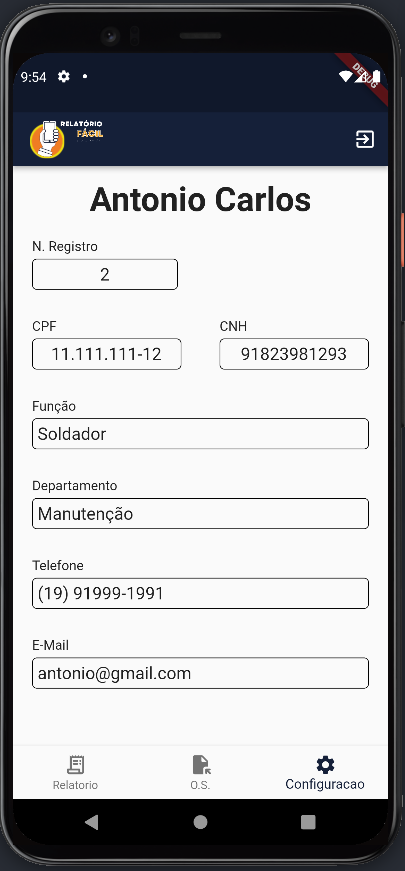 9:54
DEBUG
RELATÓRIO
FÁCIL
Antonio Carlos
N. Registro
2
CPF CNH
11.111.111-12 91823981293
Função
Soldador
Departamento
Manutenção
Telefone
(19) 91999-1991
E-Mail
antonio@gmail.com
Relatorio O.S. Configuracao